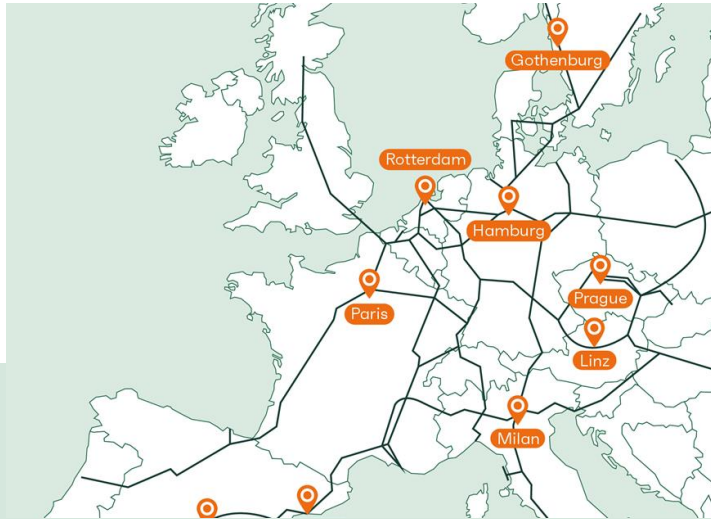 Gothenburg
Rotterdam
Hamburg
Prague
Paris
Linz
Milan